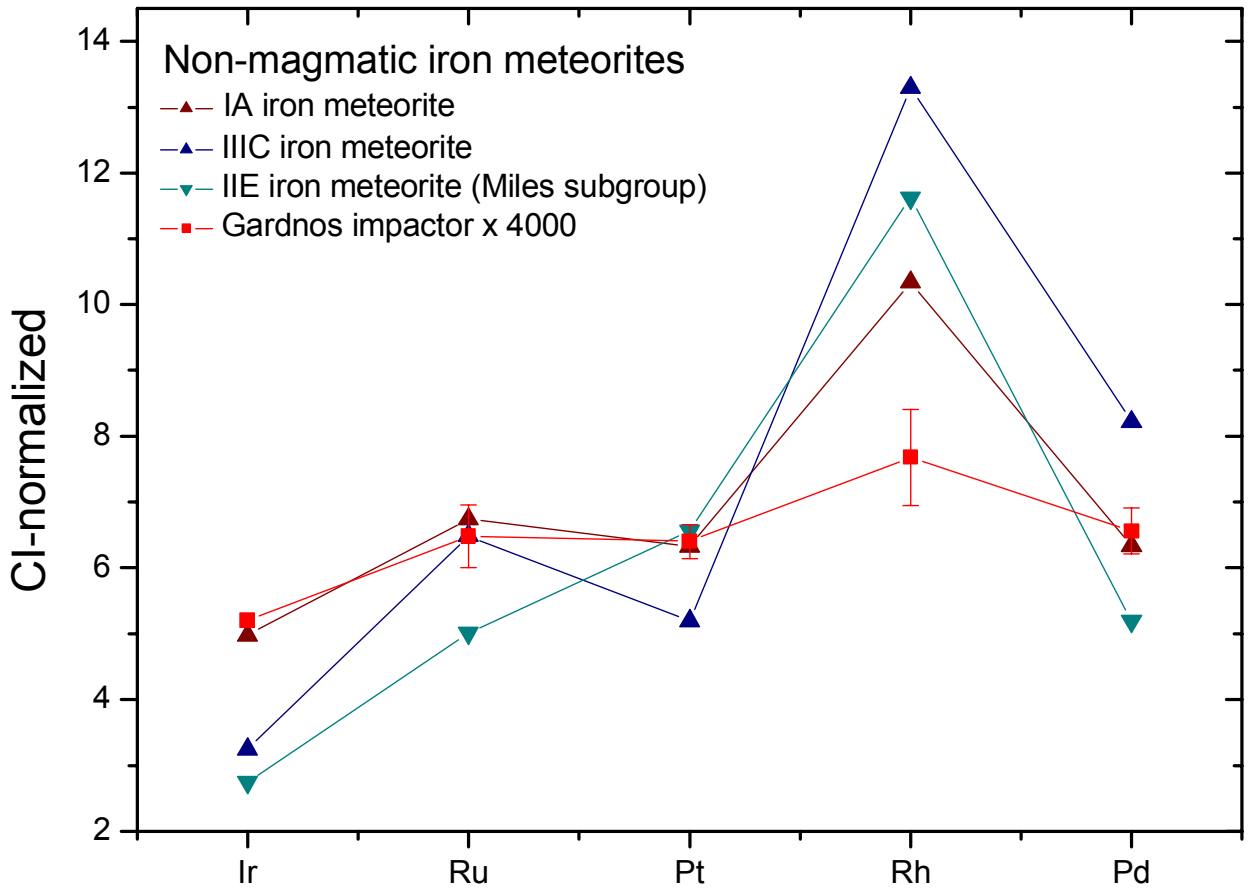 Non-magmatic iron meteorites
IA iron meteorite
IIIC iron meteorite
IIE iron meteorite (Miles subgroup)
Gardnos impactor x 4000
CI-normalized
14
12
10
8
6
4
2
Ir Ru Pt Rh Pd